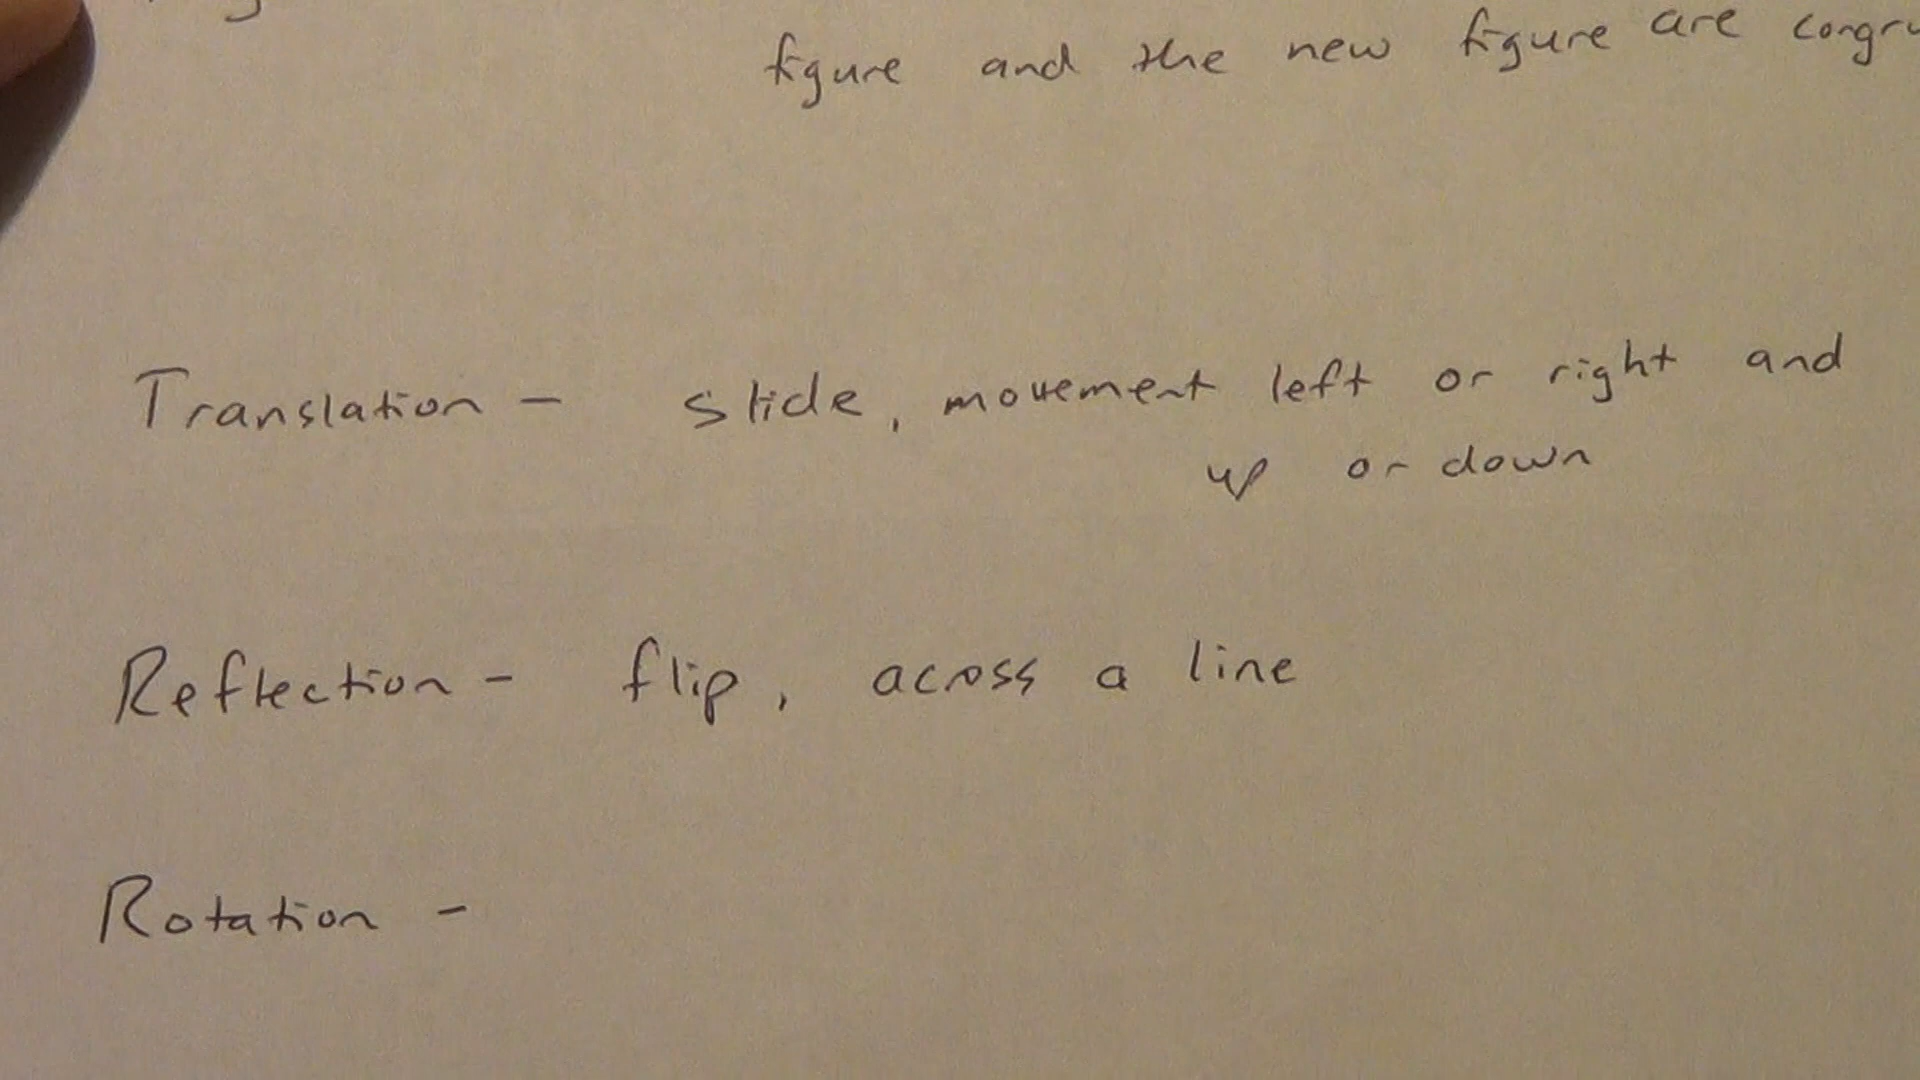 figure and the new figure are
Translation - slide, movement left or right and
up or down
Reflection - flip, across a line
Rotation -